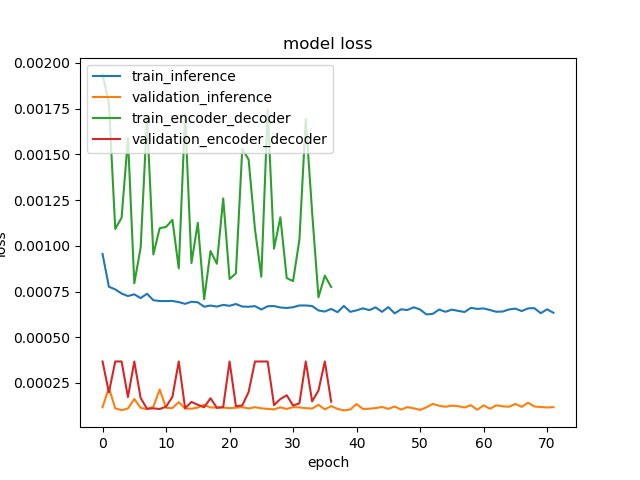 model loss
0.00200
0.00175
0.00150
0.00125
0.00100
0.00075
0.00050
0.00025
loss
train_inference
validation_inference
train_encoder_decoder
validation_encoder_decoder
0 10 20 30 40 50 60 70
epoch